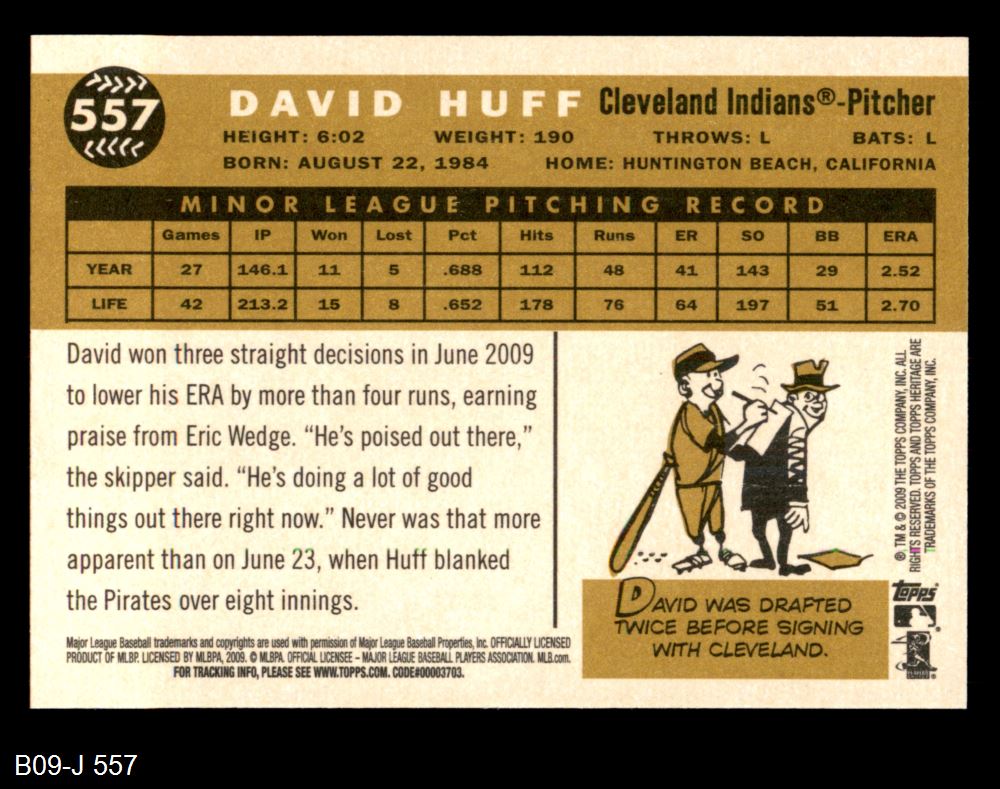 557
DAVID HUFF Cleveland Indians®-Pitcher
HEIGHT: 6:02 WEIGHT: 190 THROWS: L BATS: L
BORN: AUGUST 22, 1984 HOME: HUNTINGTON BEACH, CALIFORNIA
MINOR LEAGUE PITCHING RECORD
Games IP Won Lost Pct Hits Runs ER SO BB ERA
YEAR 27 146.1 11 5 .688 112 48 41 143 29 2.52
LIFE 42 213.2 15 8 .652 178 76 64 197 51 2.70
David won three straight decisions in June 2009
to lower his ERA by more than four runs, earning
praise from Eric Wedge. “He’s poised out there,”
the skipper said. “He’s doing a lot of good
things out there right now.” Never was that more
apparent than on June 23, when Huff blanked
the Pirates over eight innings.
Major League Baseball trademarks and copyrights are used with permission of Major League Baseball Properties, Inc. OFFICIALLY LICENSED
PRODUCT OF MLBP. LICENSED BY MLBPA, 2009. © MLBPA. OFFICIAL LICENSEE – MAJOR LEAGUE BASEBALL PLAYERS ASSOCIATION. MLB.com.
FOR TRACKING INFO, PLEASE SEE WWW.TOPPS.COM. CODE#00003703.
DAVID WAS DRAFTED
TWICE BEFORE SIGNING
WITH CLEVELAND.
®, TM & © 2009 THE TOPPS COMPANY, INC. ALL
RIGHTS RESERVED. TOPPS AND TOPPS HERITAGE ARE
TRADEMARKS OF THE TOPPS COMPANY, INC.
Topps
B09-J 557